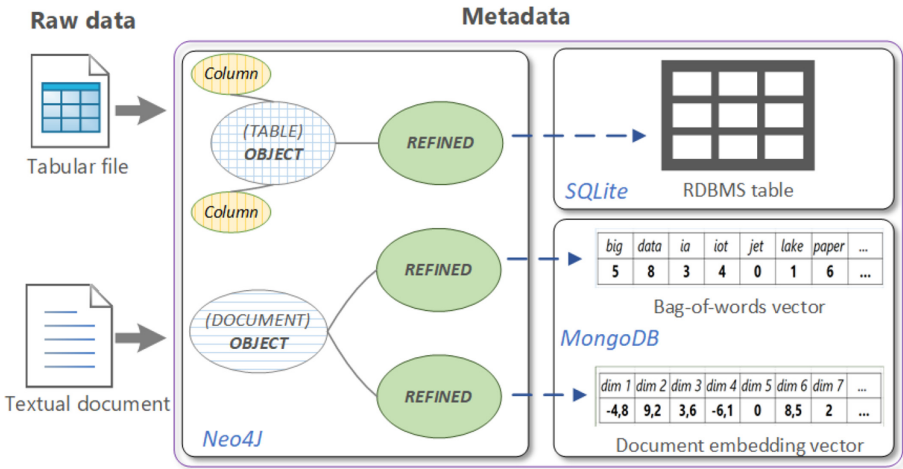 Raw data
Metadata
Tabular file
Column
(TABLE)
OBJECT
Column
REFINED
SQLite
RDBMS table
Textual document
(DOCUMENT)
OBJECT
REFINED
REFINED
Neo4J
big data ia iot jet lake paper ...
5 8 3 4 0 1 6 ...
Bag-of-words vector
MongoDB
dim 1 dim 2 dim 3 dim 4 dim 5 dim 6 dim 7 ...
-4,8 9,2 3,6 -6,1 0 8,5 2 ...
Document embedding vector